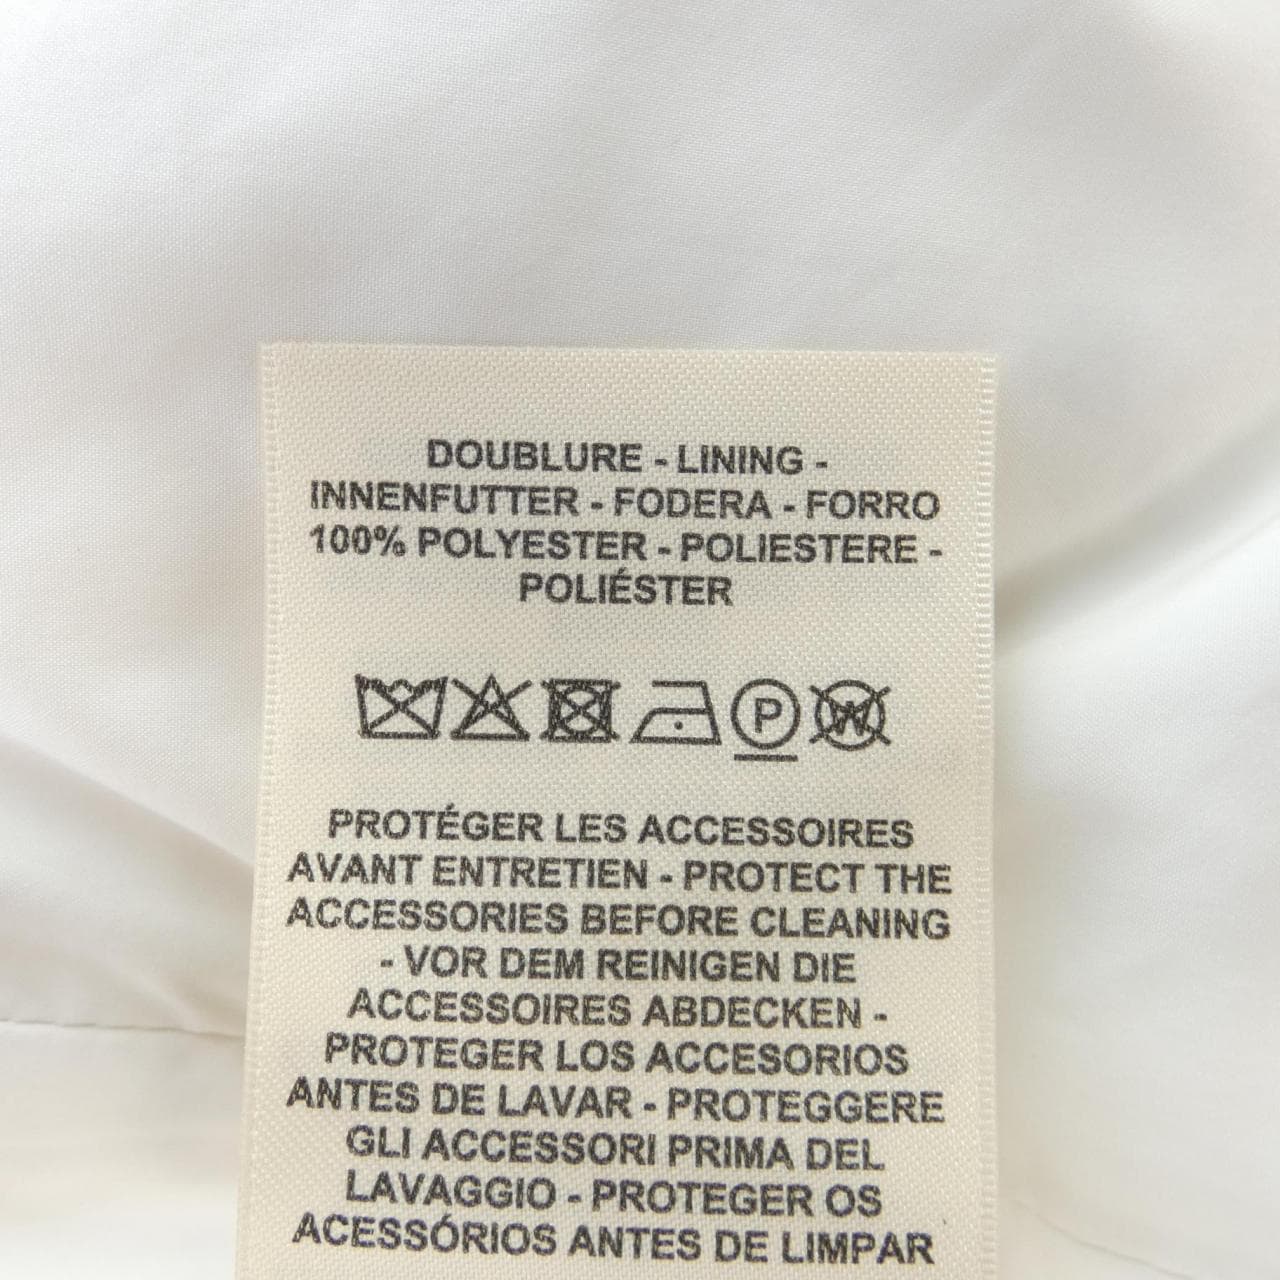 DOUBLURE - LINING -
INNENFUTTER - FODERA - FORRO
100% POLYESTER - POLIESTERE -
POLIÉSTER
P W
PROTÉGER LES ACCESSOIRES
AVANT ENTRETIEN - PROTECT THE
ACCESSORIES BEFORE CLEANING
- VOR DEM REINIGEN DIE
ACCESSOIRES ABDECKEN -
PROTEGER LOS ACCESORIOS
ANTES DE LAVAR - PROTEGGERE
GLI ACCESSORI PRIMA DEL
LAVAGGIO - PROTEGER OS
ACESSÓRIOS ANTES DE LIMPAR